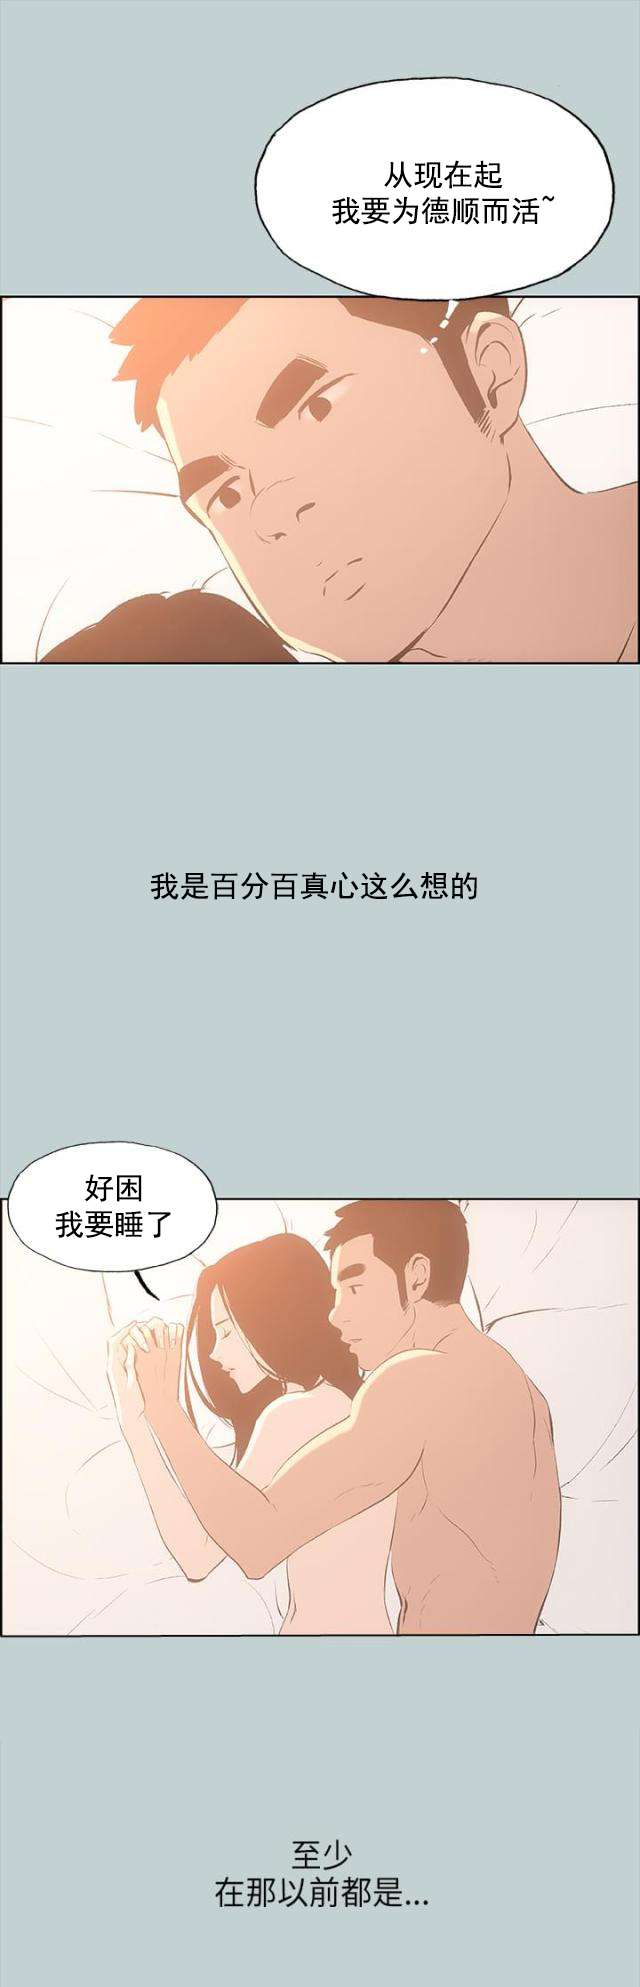 从现在起
我要为德顺而活~
我是百分百真心这么想的
好困
我要睡了
至少
在那以前都是...